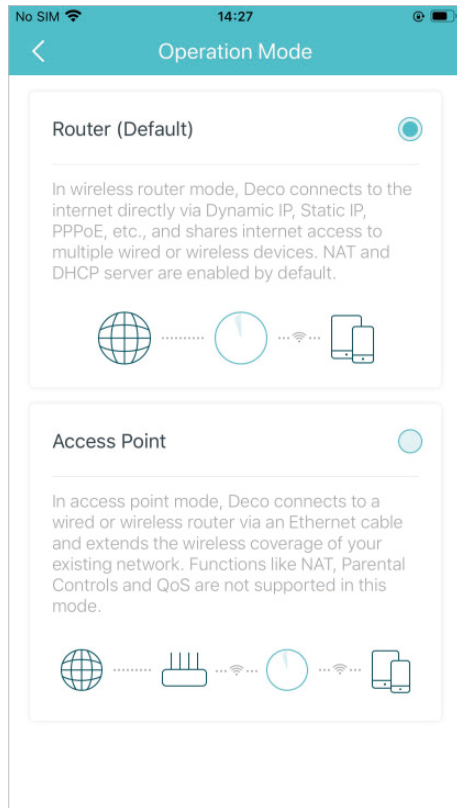 No SIM 14:27
Operation Mode
Router (Default)
In wireless router mode, Deco connects to the
internet directly via Dynamic IP, Static IP,
PPPoE, etc., and shares internet access to
multiple wired or wireless devices. NAT and
DHCP server are enabled by default.
Access Point
In access point mode, Deco connects to a
wired or wireless router via an Ethernet cable
and extends the wireless coverage of your
existing network. Functions like NAT, Parental
Controls and QoS are not supported in this
mode.